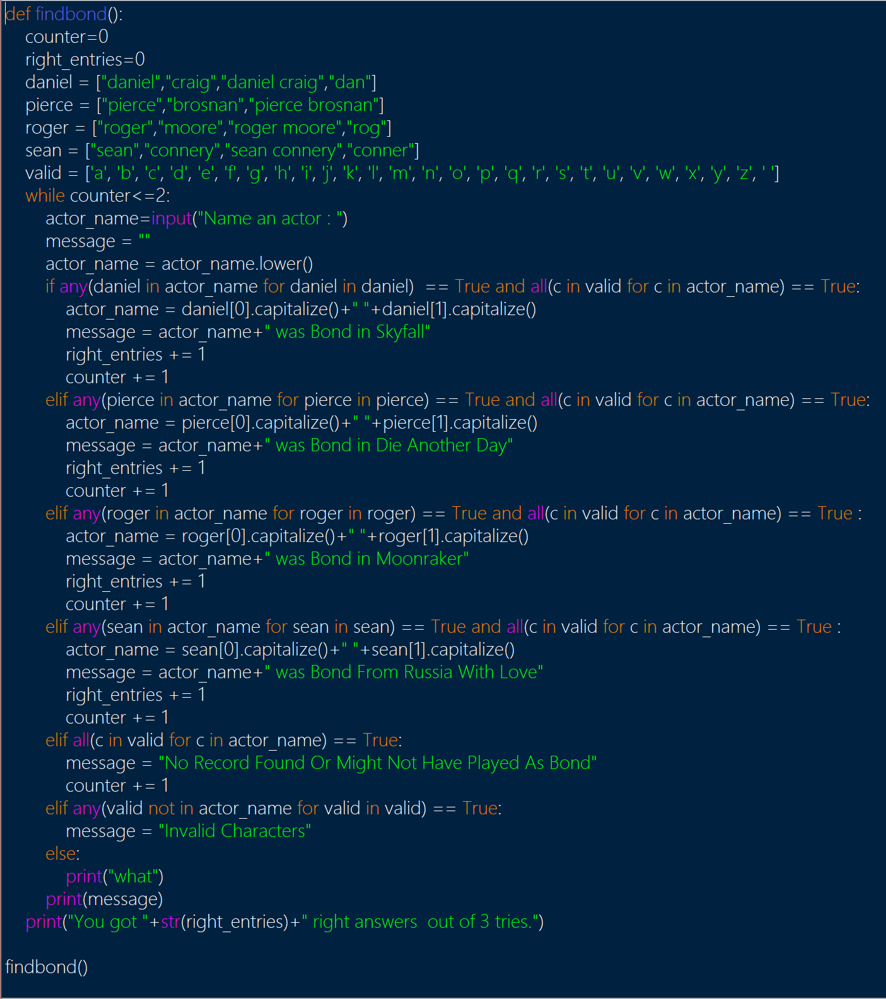 def findbond():
    counter=0
    right_entries=0
    daniel = ["daniel","craig","daniel craig","dan"]
    pierce = ["pierce","brosnan","pierce brosnan"]
    roger = ["roger","moore","roger moore","rog"]
    sean = ["sean","connery","sean connery","conner"]
    valid = ['a', 'b', 'c', 'd', 'e', 'f', 'g', 'h', 'i', 'j', 'k', 'l', 'm', 'n', 'o', 'p', 'q', 'r', 's', 't', 'u', 'v', 'w', 'x', 'y', 'z', ' ']
    while counter<=2:
        actor_name=input("Name an actor : ")
        message = ""
        actor_name = actor_name.lower()
        if any(daniel in actor_name for daniel in daniel)  == True and all(c in valid for c in actor_name) == True:
            actor_name = daniel[0].capitalize()+" "+daniel[1].capitalize()
            message = actor_name+" was Bond in Skyfall"
            right_entries += 1
            counter += 1
        elif any(pierce in actor_name for pierce in pierce) == True and all(c in valid for c in actor_name) == True:
            actor_name = pierce[0].capitalize()+" "+pierce[1].capitalize()
            message = actor_name+" was Bond in Die Another Day"
            right_entries += 1
            counter += 1
        elif any(roger in actor_name for roger in roger) == True and all(c in valid for c in actor_name) == True :
            actor_name = roger[0].capitalize()+" "+roger[1].capitalize()
            message = actor_name+" was Bond in Moonraker"
            right_entries += 1
            counter += 1
        elif any(sean in actor_name for sean in sean) == True and all(c in valid for c in actor_name) == True :
            actor_name = sean[0].capitalize()+" "+sean[1].capitalize()
            message = actor_name+" was Bond From Russia With Love"
            right_entries += 1
            counter += 1
        elif all(c in valid for c in actor_name) == True:
            message = "No Record Found Or Might Not Have Played As Bond"
            counter += 1
        elif any(valid not in actor_name for valid in valid) == True:
            message = "Invalid Characters"
        else:
            print("what")
        print(message)
    print("You got "+str(right_entries)+" right answers  out of 3 tries.")

findbond()